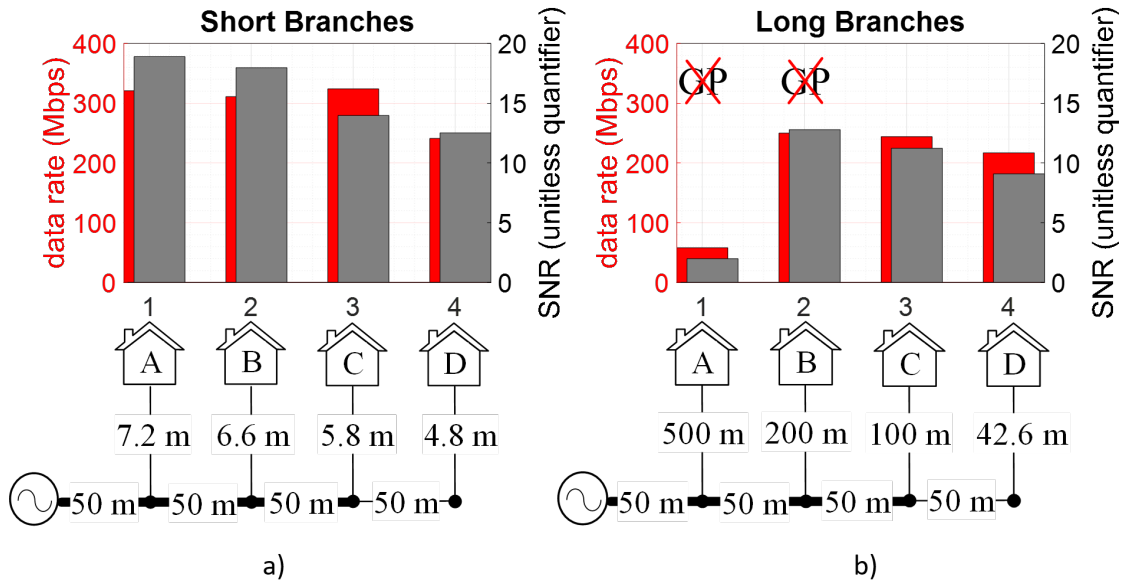 Short Branches
400
300
200
100
0
data rate (Mbps)
20
15
10
5
0
SNR (unitless quantifier)
1 2 3 4
A B C D
7.2 m 6.6 m 5.8 m 4.8 m
50 m 50 m 50 m 50 m
a)
Long Branches
400
300
200
100
0
data rate (Mbps)
GP GP
20
15
10
5
0
SNR (unitless quantifier)
1 2 3 4
A B C D
500 m 200 m 100 m 42.6 m
50 m 50 m 50 m 50 m
b)